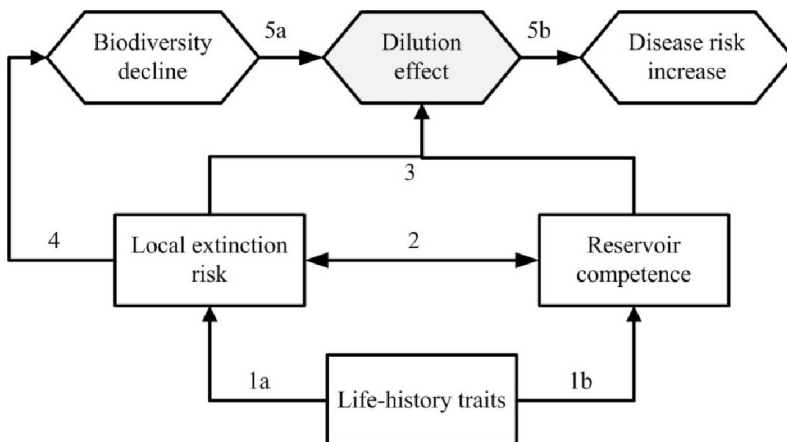 5a
5b
Biodiversity
decline
Dilution
effect
Disease risk
increase
3
4
2
Local extinction
risk
Reservoir
competence
1a
1b
Life-history traits